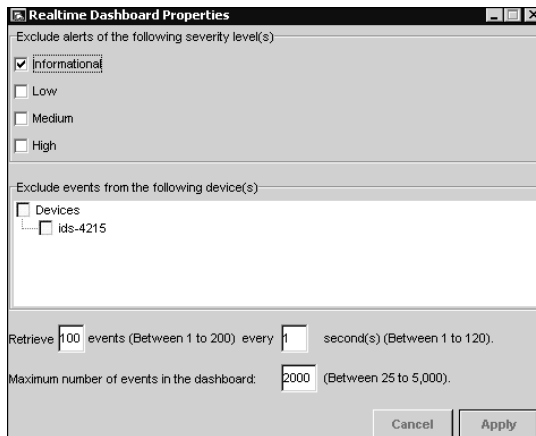 Realtime Dashboard Properties
Exclude alerts of the following severity level(s)
Informational
Low
Medium
High
Exclude events from the following device(s)
Devices
ids-4215
Retrieve 100 events (Between 1 to 200) every 1 second(s) (Between 1 to 120).
Maximum number of events in the dashboard: 2000 (Between 25 to 5,000).
Cancel Apply